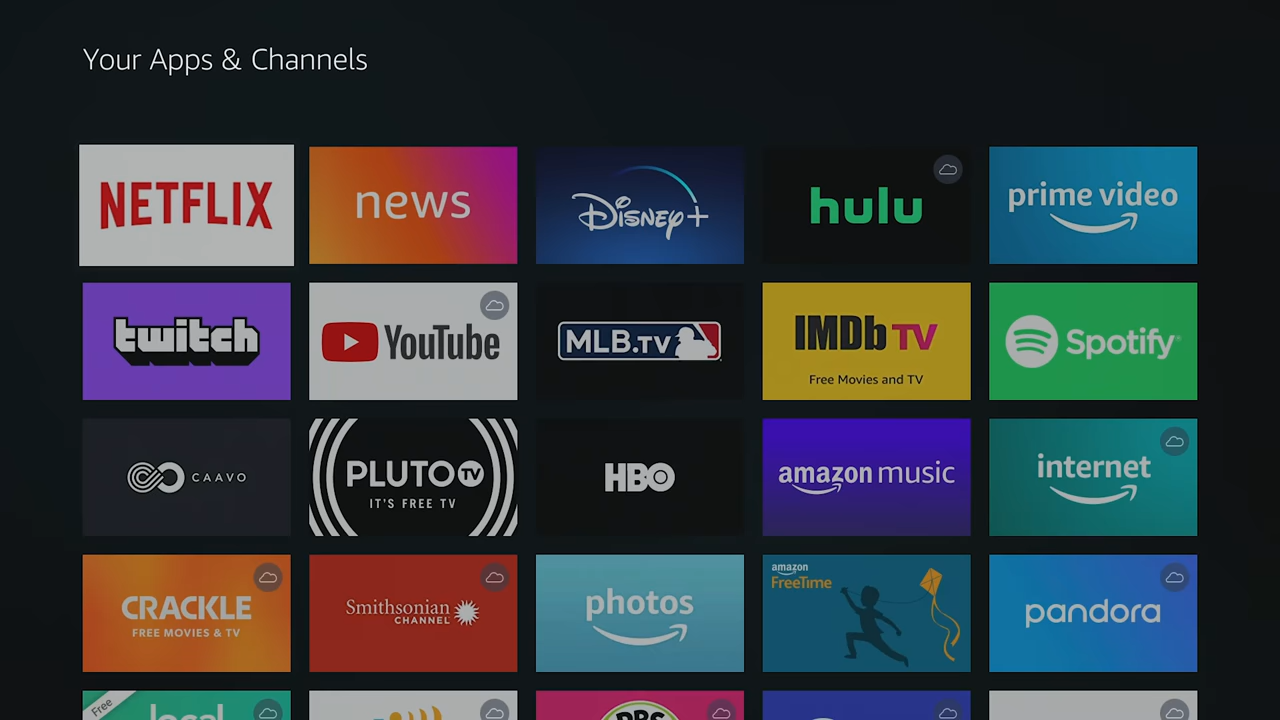 Your Apps & Channels
NETFLIX
news
Disney+
hulu
prime video
twitch
YouTube
MLB.TV
IMDb TV
Free Movies and TV
Spotify
CAAVO
PLUTO TV
IT'S FREE TV
HBO
amazon music
internet
CRACKLE
FREE MOVIES & TV
Smithsonian
CHANNEL
photos
amazon
FreeTime
pandora
Free
local
PBS